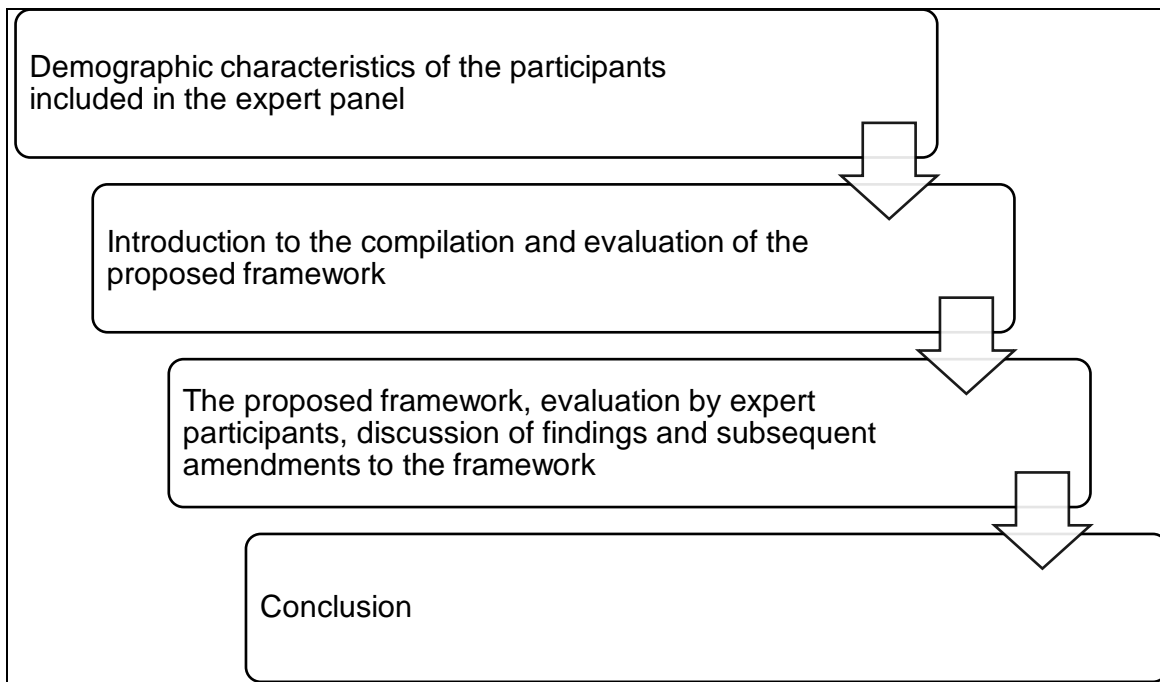 Demographic characteristics of the participants
included in the expert panel
Introduction to the compilation and evaluation of the
proposed framework
The proposed framework, evaluation by expert
participants, discussion of findings and subsequent
amendments to the framework
Conclusion